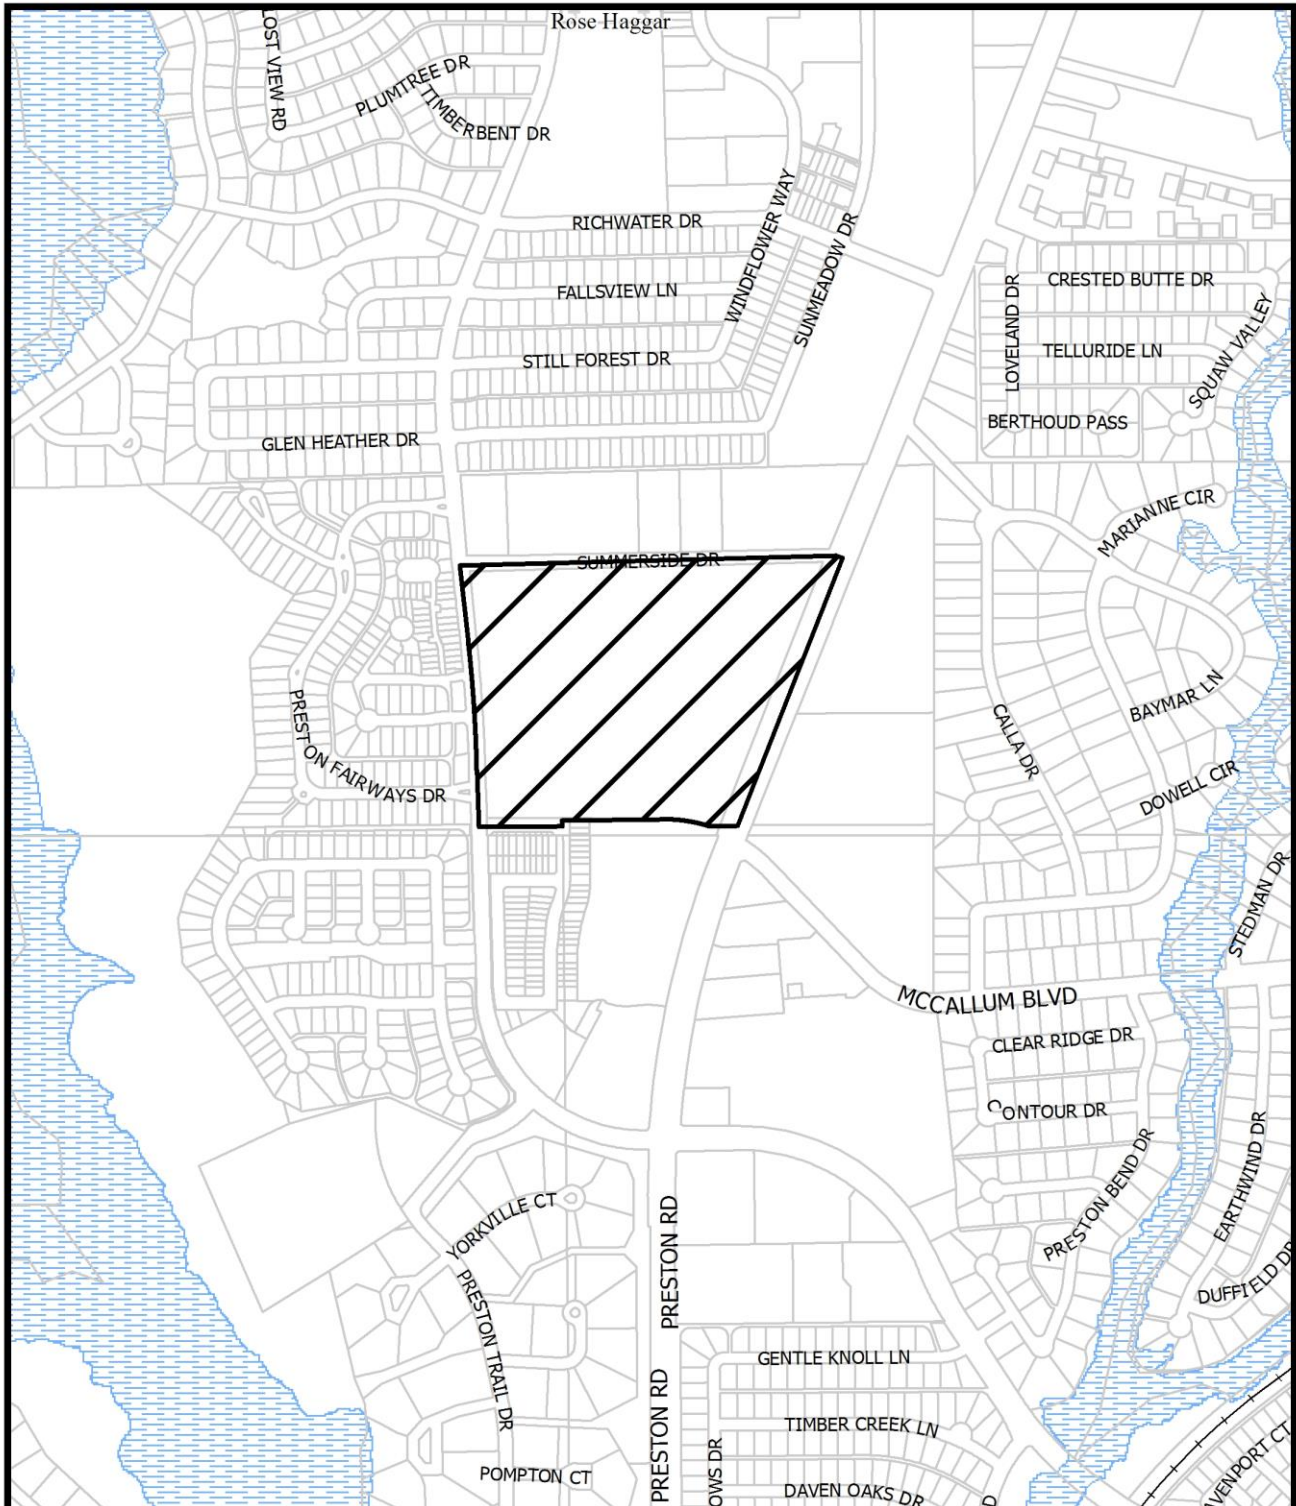 Rose Haggar
LOST VIEW RD
PLUMTREE DR
TIMBERBENT DR
WINDFLOWER WAY
RICHWATER DR
SUNMEADOW DR
FALLSVIEW LN
LOVELAND DR
CRESTED BUTTE DR
STILL FOREST DR
TELLURIDE LN
SQUAW VALLEY
GLEN HEATHER DR
BERTHOUD PASS
MARIANNE CIR
SUMMERSIDE DR
PRESTON FAIRWAYS DR
CALLA DR
BAYMAR LN
DOWELL CIR
STEDMAN DR
MCCALLUM BLVD
CLEAR RIDGE DR
CONTOUR DR
PRESTON BEND DR
EARTHWIND DR
YORKVILLE CT
PRESTON RD
DUFFIELD DR
PRESTON TRAIL DR
GENTLE KNOLL LN
PRESTON RD
TIMBER CREEK LN
POMPTON CT
OWS DR
DAVEN OAKS DR
D
VENPORT CT